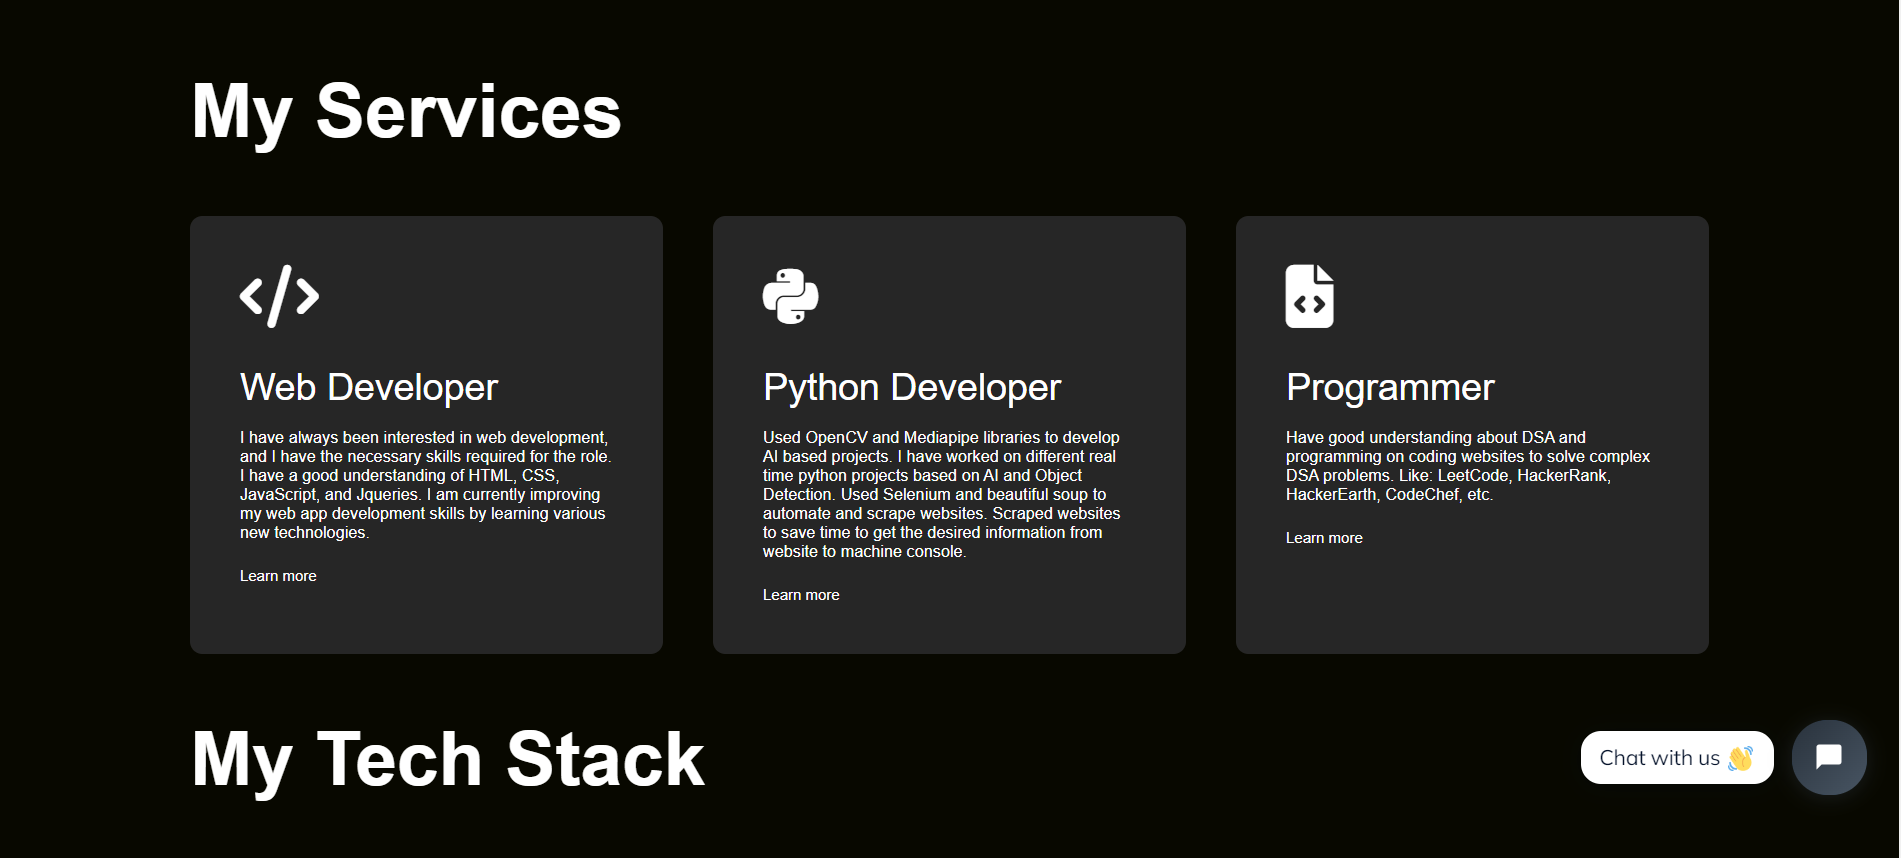 My Services
Web Developer
I have always been interested in web development,
and I have the necessary skills required for the role.
I have a good understanding of HTML, CSS,
JavaScript, and Jqueries. I am currently improving
my web app development skills by learning various
new technologies.
Learn more
Python Developer
Used OpenCV and Mediapipe libraries to develop
AI based projects. I have worked on different real
time python projects based on AI and Object
Detection. Used Selenium and beautiful soup to
automate and scrape websites. Scraped websites
to save time to get the desired information from
website to machine console.
Learn more
Programmer
Have good understanding about DSA and
programming on coding websites to solve complex
DSA problems. Like: LeetCode, HackerRank,
HackerEarth, CodeChef, etc.
Learn more
My Tech Stack
Chat with us 👋